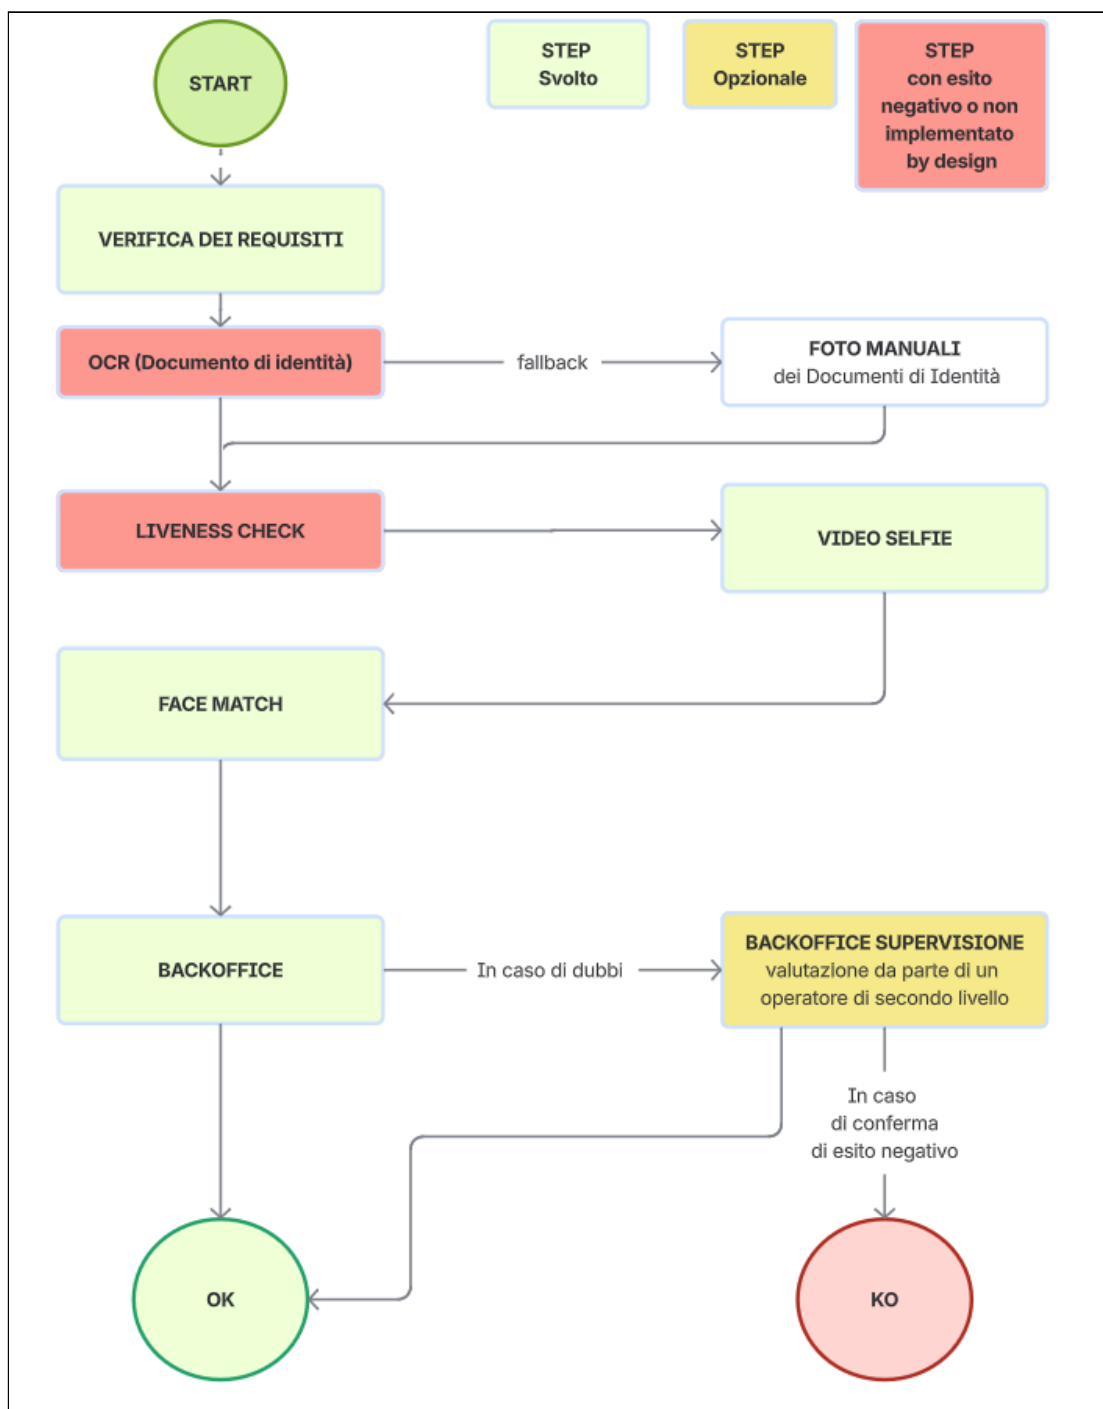 START
STEP
Svolto
STEP
Opzionale
STEP
con esito
negativo o non
implementato
by design
VERIFICA DEI REQUISITI
OCR (Documento di identità)
fallback
FOTO MANUALI
dei Documenti di Identità
LIVENESS CHECK
VIDEO SELFIE
FACE MATCH
BACKOFFICE
In caso di dubbi
BACKOFFICE SUPERVISIONE
valutazione da parte di un
operatore di secondo livello
In caso
di conferma
di esito negativo
OK
KO